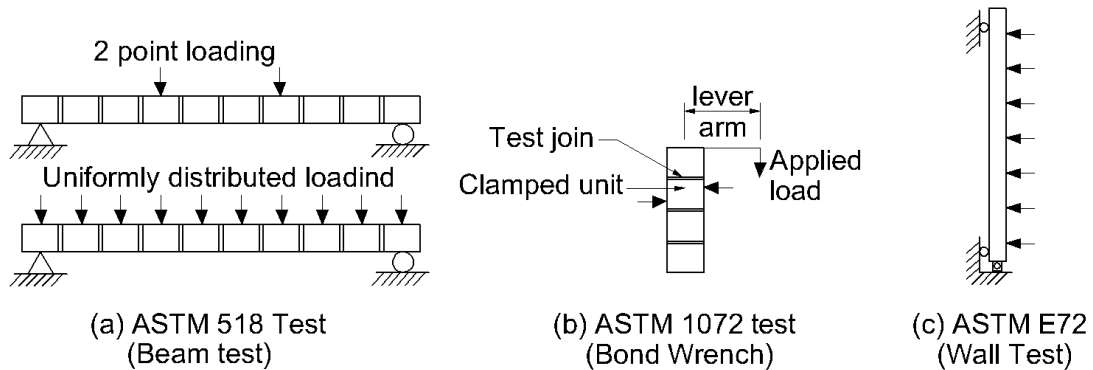 2 point loading
Uniformly distributed loadind
(a) ASTM 518 Test
(Beam test)
lever
arm
Test join
Clamped unit
Applied
load
(b) ASTM 1072 test
(Bond Wrench)
(c) ASTM E72
(Wall Test)